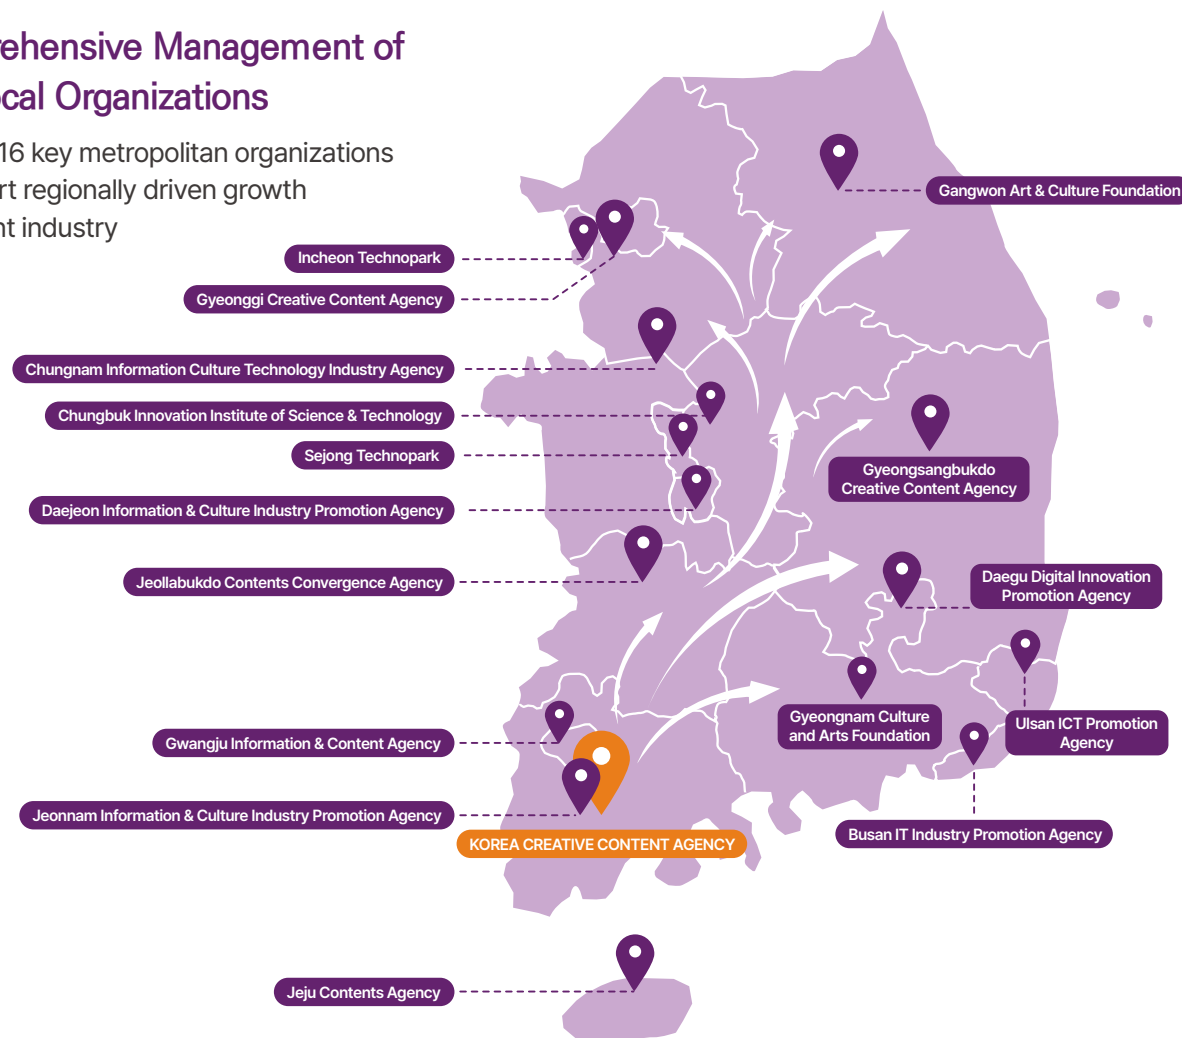 Management of
Organizations
16 key metropolitan organizations
regionally driven growth
industry
Gangwon Art & Culture Foundation
Incheon Technopark
Gyeonggi Creative Content Agency
Chungnam Information Culture Technology Industry Agency
Chungbuk Innovation Institute of Science & Technology
Sejong Technopark
Gyeongsangbukdo
Creative Content Agency
Daejeon Information & Culture Industry Promotion Agency
Jeollabukdo Contents Convergence Agency
Daegu Digital Innovation
Promotion Agency
Gyeongnam Culture
and Arts Foundation
Ulsan ICT Promotion
Agency
Gwangju Information & Content Agency
Jeonnam Information & Culture Industry Promotion Agency
KOREA CREATIVE CONTENT AGENCY
Busan IT Industry Promotion Agency
Jeju Contents Agency